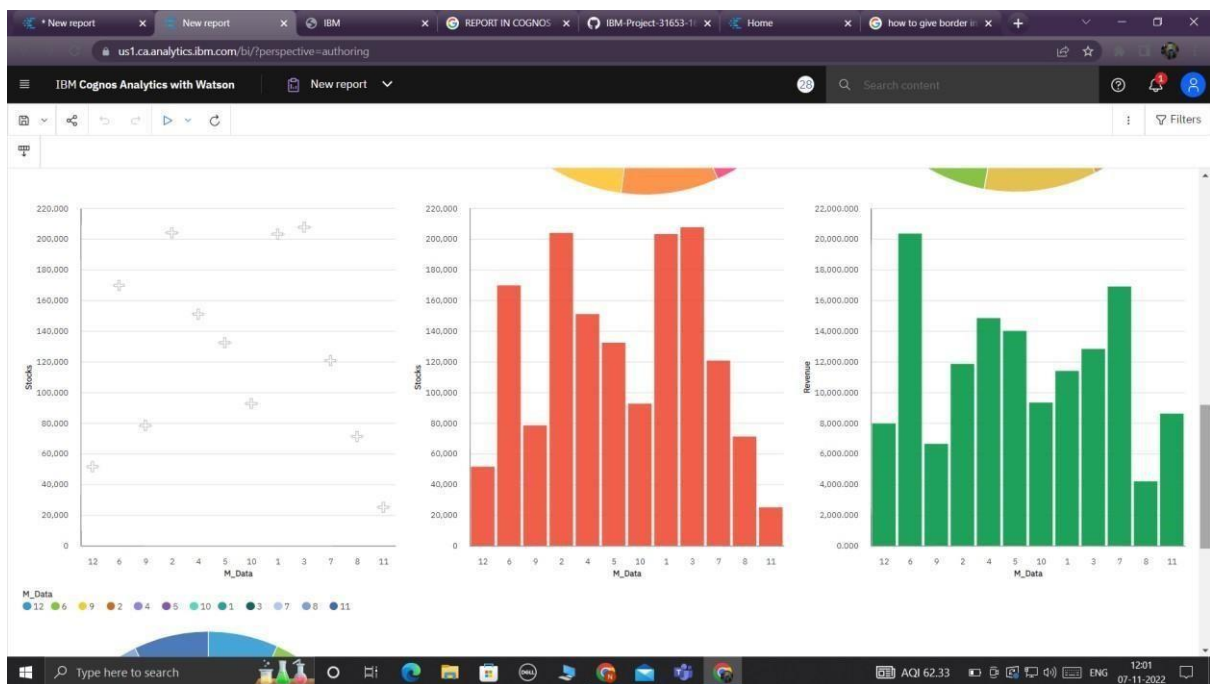 * New report
New report
IBM
REPORT IN COGNOS
IBM-Project-31653-1
Home
how to give border in
us1.ca.analytics.ibm.com/bi/?perspective=authoring
IBM Cognos Analytics with Watson
New report
28
Search content
1
Filters
220,000
200,000
180,000
160,000
140,000
120,000
100,000
80,000
60,000
40,000
20,000
0
Stocks
12 6 9 2 4 5 10 1 3 7 8 11
M_Data
220,000
200,000
180,000
160,000
140,000
120,000
100,000
80,000
60,000
40,000
20,000
0
Stocks
12 6 9 2 4 5 10 1 3 7 8 11
M_Data
22,000.000
20,000.000
18,000.000
16,000.000
14,000.000
12,000.000
10,000.000
8,000.000
6,000.000
4,000.000
2,000.000
0.000
Revenue
12 6 9 2 4 5 10 1 3 7 8 11
M_Data
M_Data
12 6 9 2 4 5 10 1 3 7 8 11
Type here to search
DELL
AQI 62.33
ENG
12:01
07-11-2022